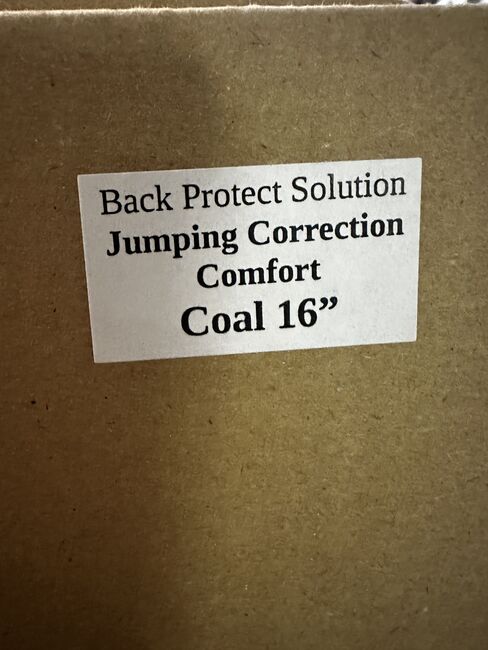 Back Protect Solution
Jumping Correction
Comfort
Coal 16”